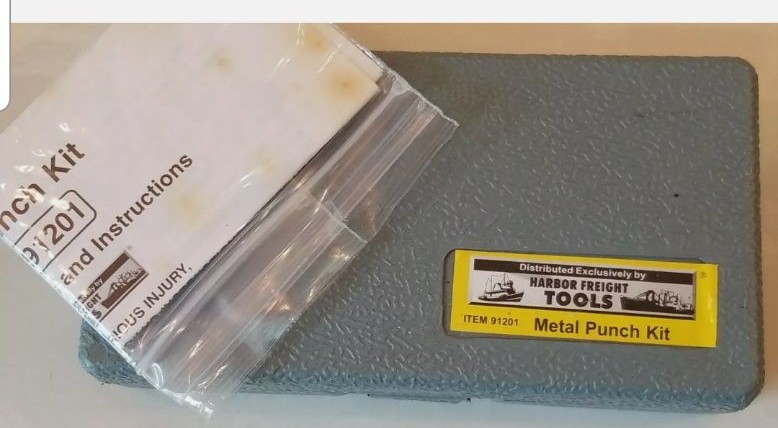 nch Kit
91201
and Instructions
IOUS INJURY,
Distributed Exclusively by
HARBOR FREIGHT
TOOLS
®
ITEM 91201 Metal Punch Kit